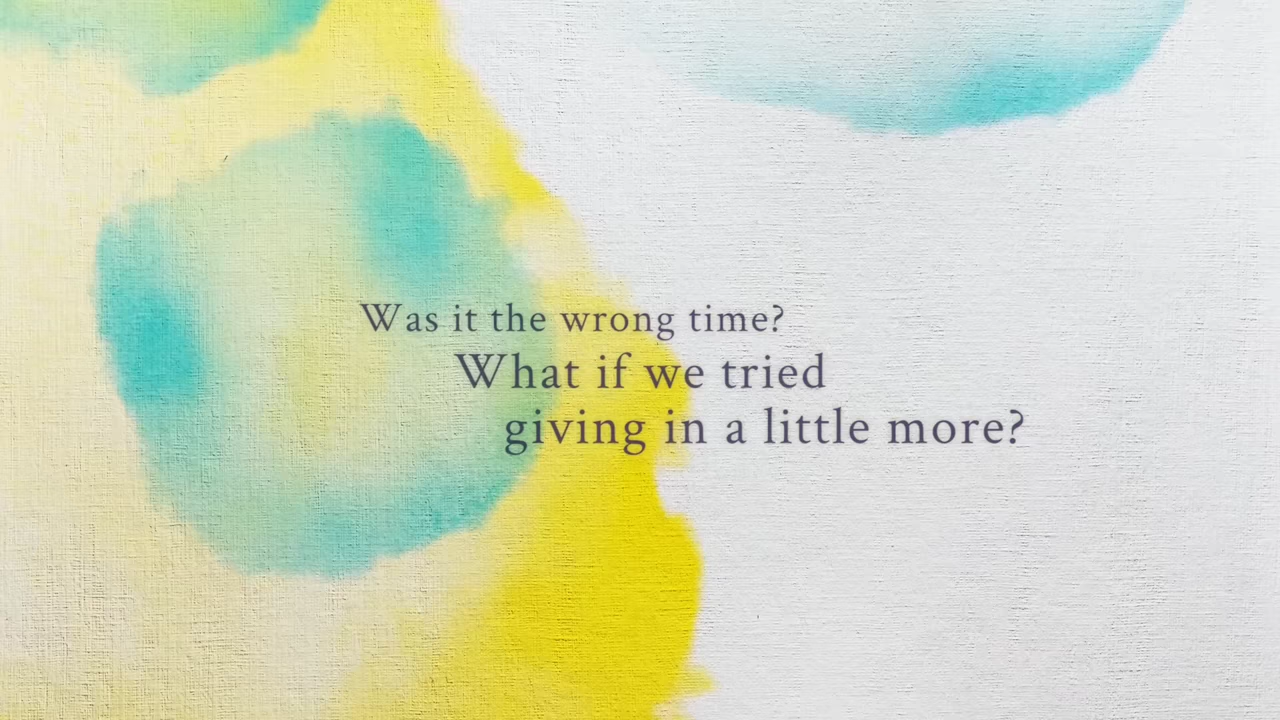 Was it the wrong time?
What if we tried
giving in a little more?